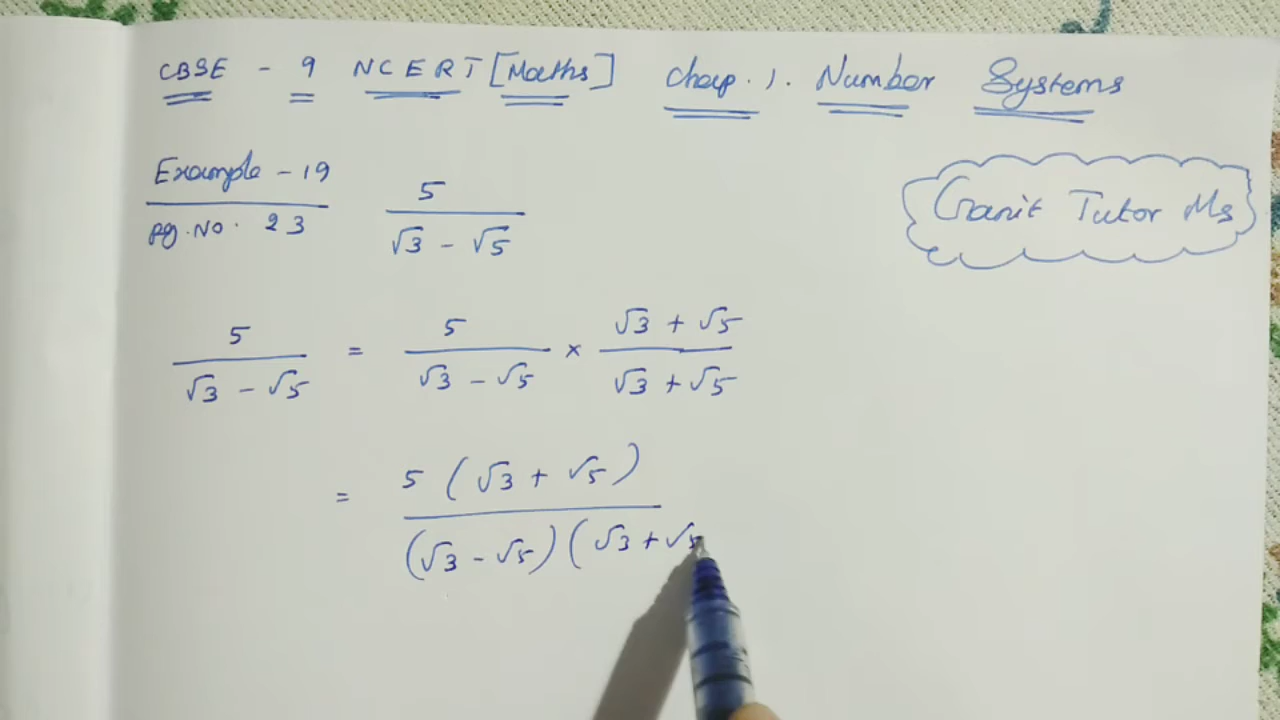 CBSE - 9 NCERT [Maths] Chap. 1. Number Systems
Example - 19
Pg. No. 23
5 / (√3 - √5)
Ganit Tutor Ms
5 / (√3 - √5) = 5 / (√3 - √5) × (√3 + √5) / (√3 + √5)
= 5 (√3 + √5) / (√3 - √5) (√3 + √5